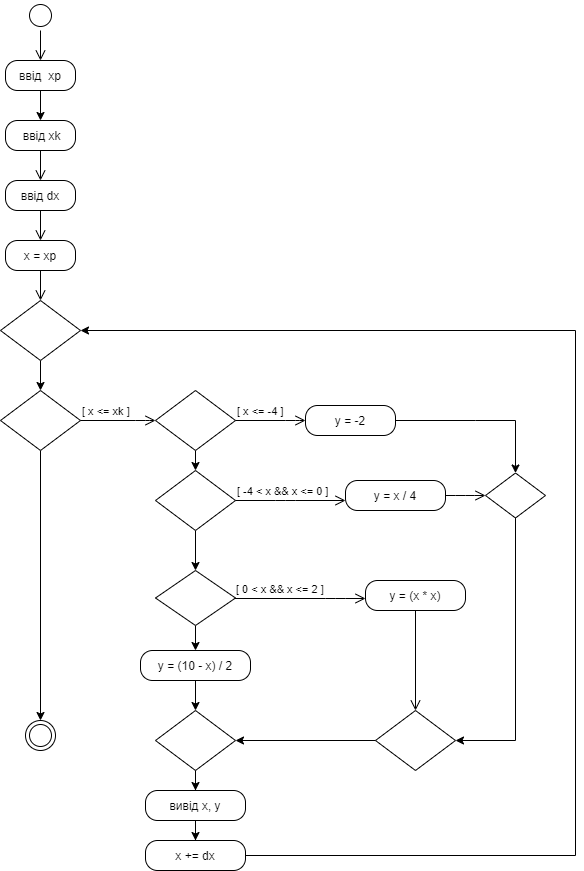 ввід xp
ввід xk
ввід dx
x = xp
[ x <= xk ]
[ x <= -4 ]
y = -2
[ -4 < x && x <= 0 ]
y = x / 4
[ 0 < x && x <= 2 ]
y = (x * x)
y = (10 - x) / 2
вивід x, y
x += dx